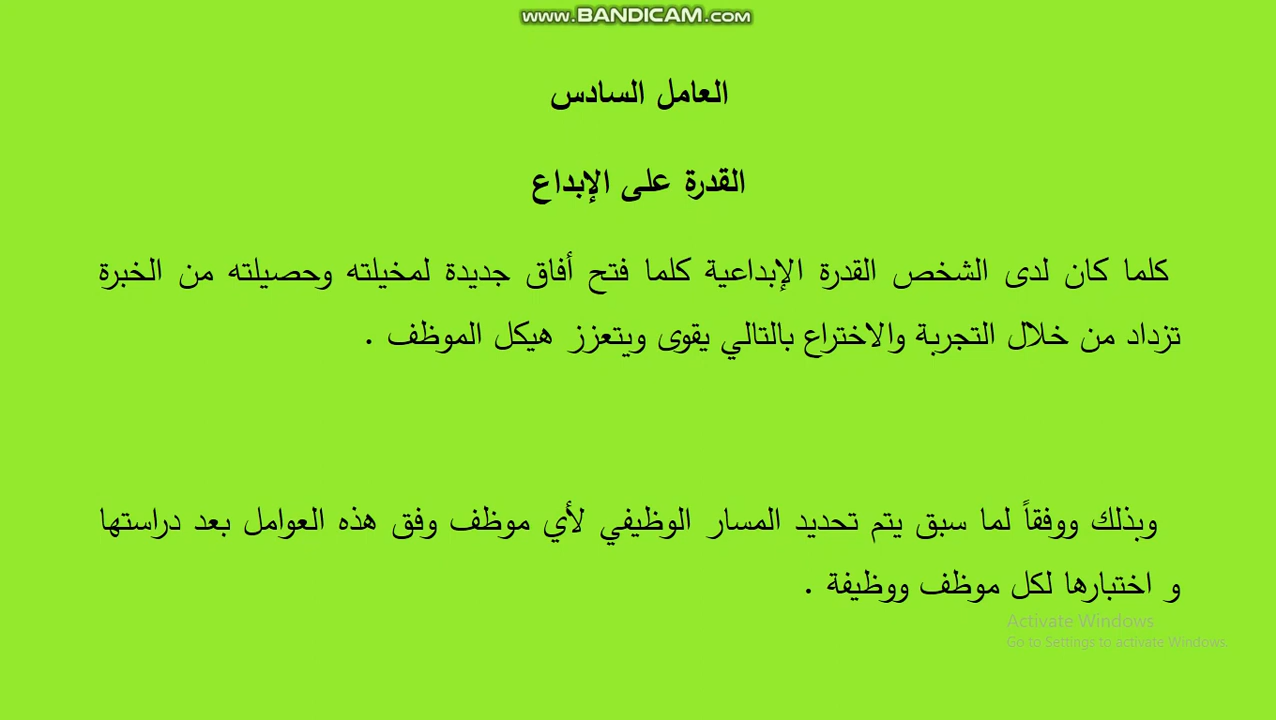 www.BANDICAM.com
العامل السادس
القدرة على الإبداع
كلما كان لدى الشخص القدرة الإبداعية كلما فتح أفاق جديدة لمخيلته وحصيلته من الخبرة
تزداد من خلال التجربة والاختراع بالتالي يقوى ويتعزز هيكل الموظف .
وبذلك ووفقاً لما سبق يتم تحديد المسار الوظيفي لأي موظف وفق هذه العوامل بعد دراستها
و اختبارها لكل موظف ووظيفة .
Activate Windows
Go to Settings to activate Windows.